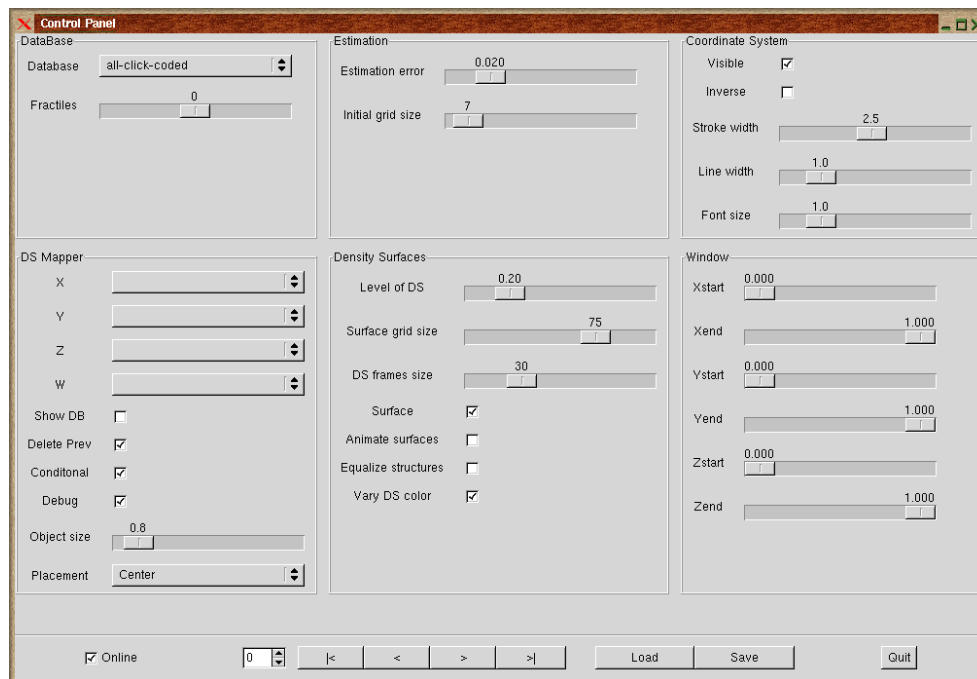 Control Panel
DataBase
Database all-click-coded
Fractiles 0
Estimation
Estimation error 0.020
Initial grid size 7
Coordinate System
Visible
Inverse
Stroke width 2.5
Line width 1.0
Font size 1.0
DS Mapper
X
Y
Z
W
Show DB
Delete Prev
Conditonal
Debug
Object size 0.8
Placement Center
Density Surfaces
Level of DS 0.20
Surface grid size 75
DS frames size 30
Surface
Animate surfaces
Equalize structures
Vary DS color
Window
Xstart 0.000
Xend 1.000
Ystart 0.000
Yend 1.000
Zstart 0.000
Zend 1.000
Online 0 |< < > >| Load Save Quit